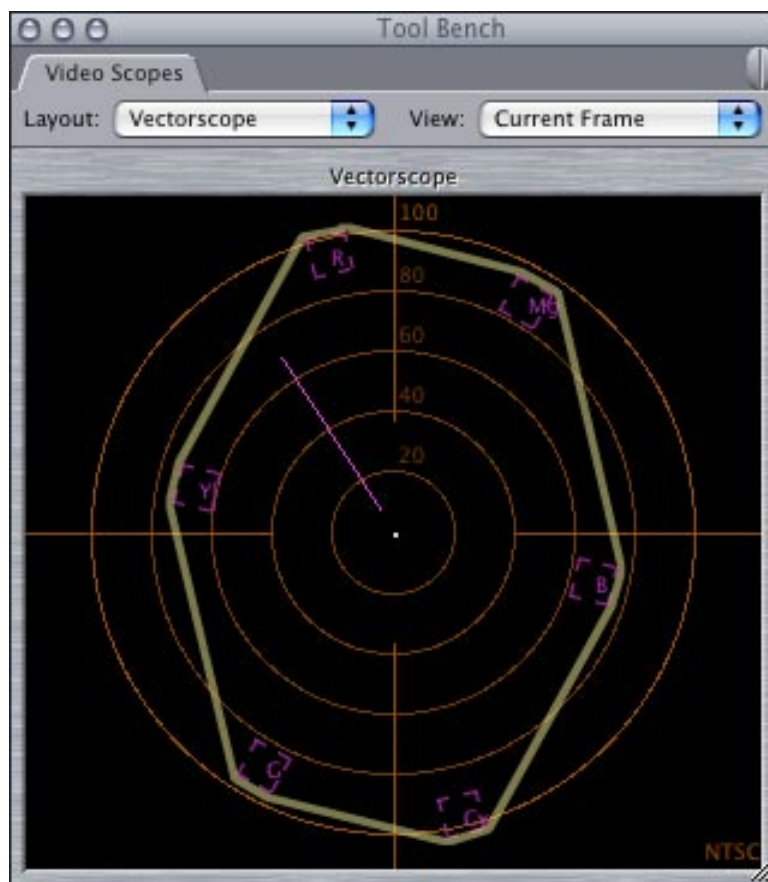 Tool Bench
Video Scopes
Layout: Vectorscope View: Current Frame
Vectorscope
100
R
80
Mg
60
40
20
Y
B
G
Cy
NTSC